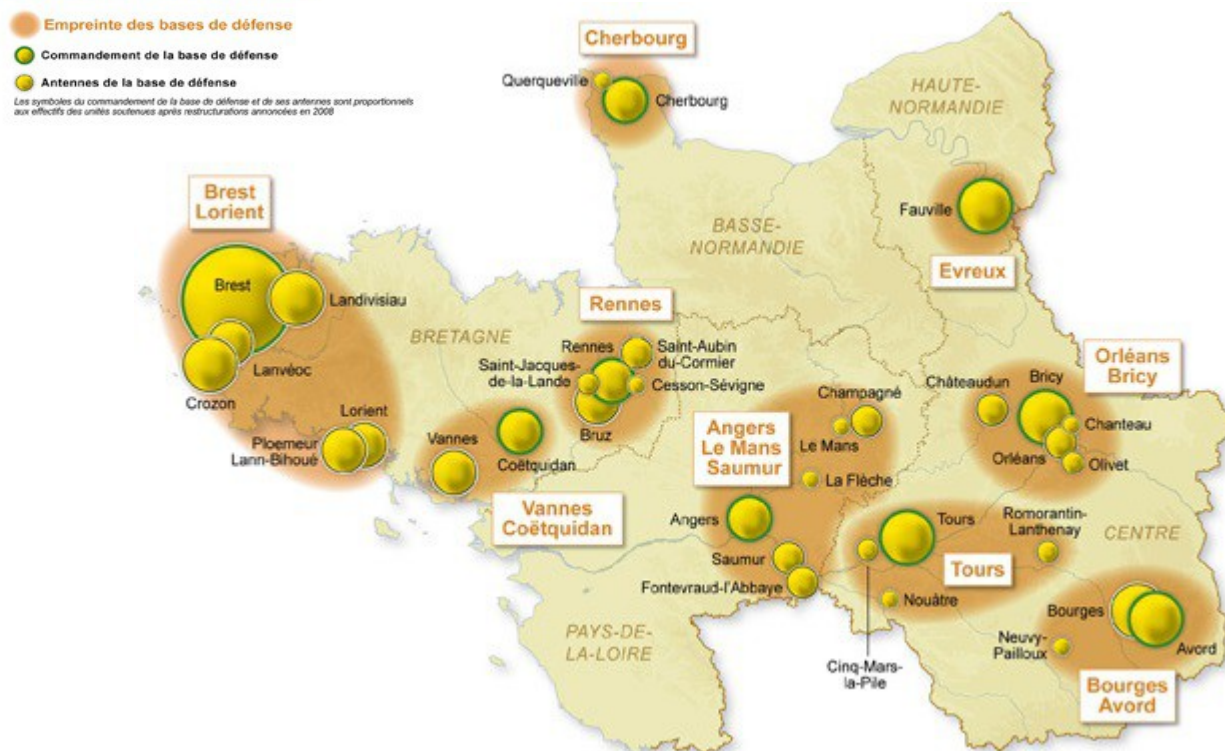 Empreinte des bases de défense
Commandement de la base de défense
Antennes de la base de défense
Les symboles du commandement de la base de défense et de ses antennes sont proportionnels
aux effectifs des unités soutenues après restructurations annoncées en 2008
Cherbourg
Querqueville
Cherbourg
HAUTE-
NORMANDIE
Brest
Lorient
Fauville
BASSE-
NORMANDIE
Evreux
Brest
Landivisiau
Rennes
BRETAGNE
Rennes
Saint-Aubin
du-Cormier
Saint-Jacques-
de-la-Lande
Cesson-Sévigne
Lanvéoc
Crozon
Bruz
Orléans
Bricy
Châteaudun
Bricy
Champagné
Chanteau
Lorient
Ploemeur
Lann-Bihoué
Vannes
Coëtquidan
Angers
Le Mans
Saumur
Le Mans
Orléans
Olivet
La Flèche
Vannes
Coëtquidan
Angers
Tours
Romorantin-
Lanthenay
CENTRE
Saumur
Tours
Fontevraud-l'Abbaye
Nouâtre
Bourges
PAYS-DE-
LA-LOIRE
Neuvy-
Pailloux
Avord
Cinq-Mars-
la-Pile
Bourges
Avord